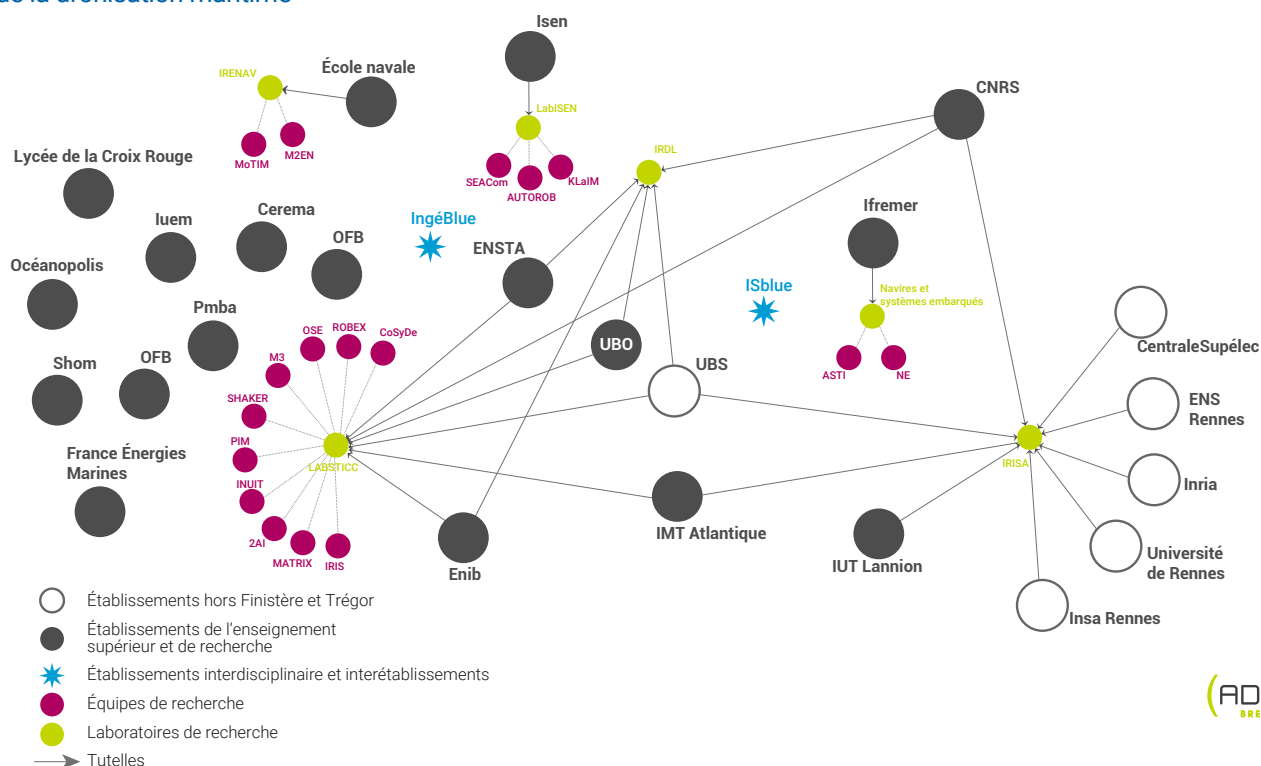 de la dronisation maritime
Isen
IRENAV
École navale
CNRS
LabISEN
MoTIM
M2EN
IRDL
Lycée de la Croix Rouge
SEACom
KLaIM
AUTOROB
Iuem
Cerema
IngéBlue
Ifremer
OFB
ENSTA
Océanopolis
ISblue
Navires et
systèmes embarqués
Pmba
OSE
ROBEX
CoSyDe
UBO
CentraleSupélec
Shom
OFB
M3
UBS
ASTI
NE
SHAKER
ENS
Rennes
PIM
France Énergies
Marines
LABSTICC
IRISA
INUIT
Inria
IMT Atlantique
2AI
MATRIX
IRIS
Enib
IUT Lannion
Université
de Rennes
Insa Rennes
Établissements hors Finistère et Trégor
Établissements de l'enseignement
supérieur et de recherche
Établissements interdisciplinaire et interétablissements
Équipes de recherche
Laboratoires de recherche
Tutelles
AD
BRE